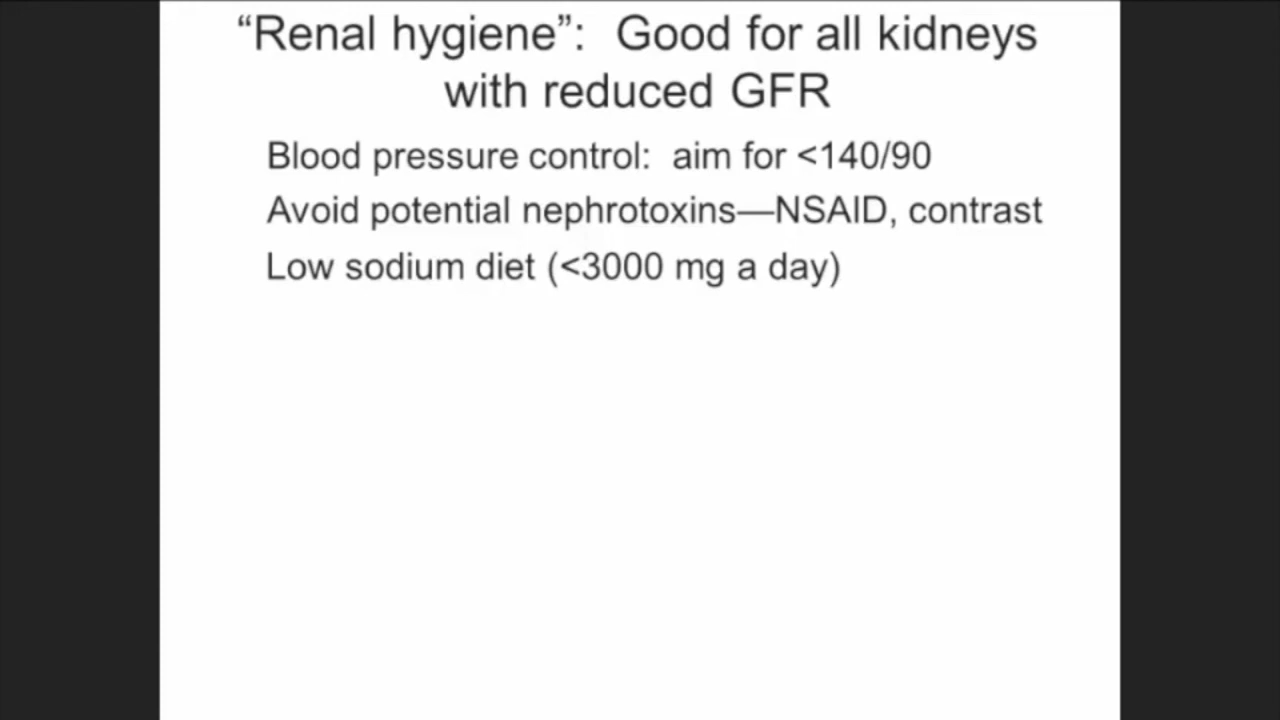 “Renal hygiene”:  Good for all kidneys
with reduced GFR
Blood pressure control:  aim for <140/90
Avoid potential nephrotoxins—NSAID, contrast
Low sodium diet (<3000 mg a day)